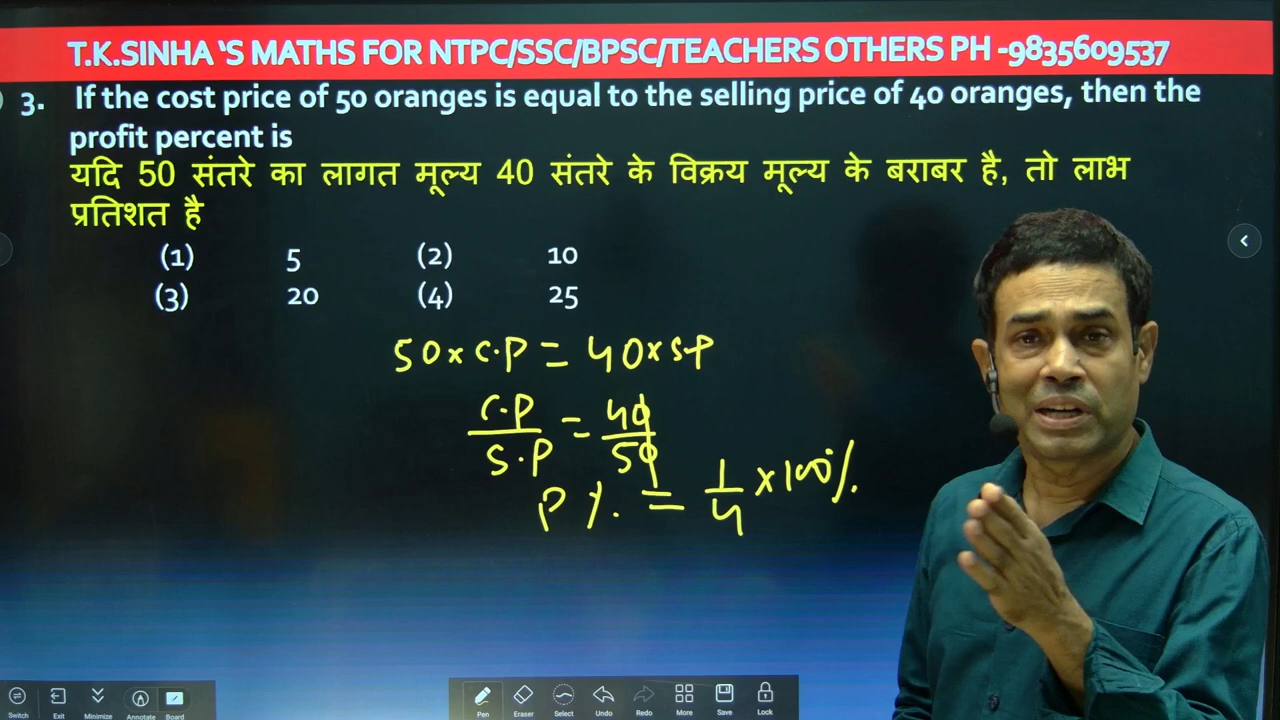 T.K.SINHA 'S MATHS FOR NTPC/SSC/BPSC/TEACHERS OTHERS PH -9835609537
3. If the cost price of 50 oranges is equal to the selling price of 40 oranges, then the
profit percent is
यदि 50 संतरे का लागत मूल्य 40 संतरे के विक्रय मूल्य के बराबर है, तो लाभ
प्रतिशत है
(1) 5 (2) 10
(3) 20 (4) 25
50 x C.P = 40 x S.P
C.P/S.P = 40/50
P % = 1/4 x 100%
Switch Exit Minimize Annotate Board Pen Eraser Select Undo Redo More Save Lock